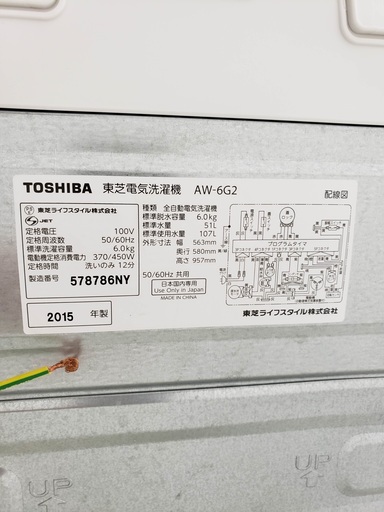 TOSHIBA 東芝電気洗濯機 AW-6G2
東芝ライフスタイル株式会社
JET
定格電圧 100V
定格周波数 50/60Hz
標準洗濯容量 6.0kg
電動機定格消費電力 370/450W
定格時間 洗いのみ 12分
製造番号 578786NY
2015 年製
種類 全自動電気洗濯機
標準脱水容量 6.0kg
標準水量 51L
標準使用水量 107L
外形寸法 幅 563mm
奥行 580mm
高さ 957mm
50/60Hz 共用
日本国内専用
Use Only in Japan
MADE IN CHINA
配線図
ロック
プログラムタイマ
東芝ライフスタイル株式会社
UP
UP